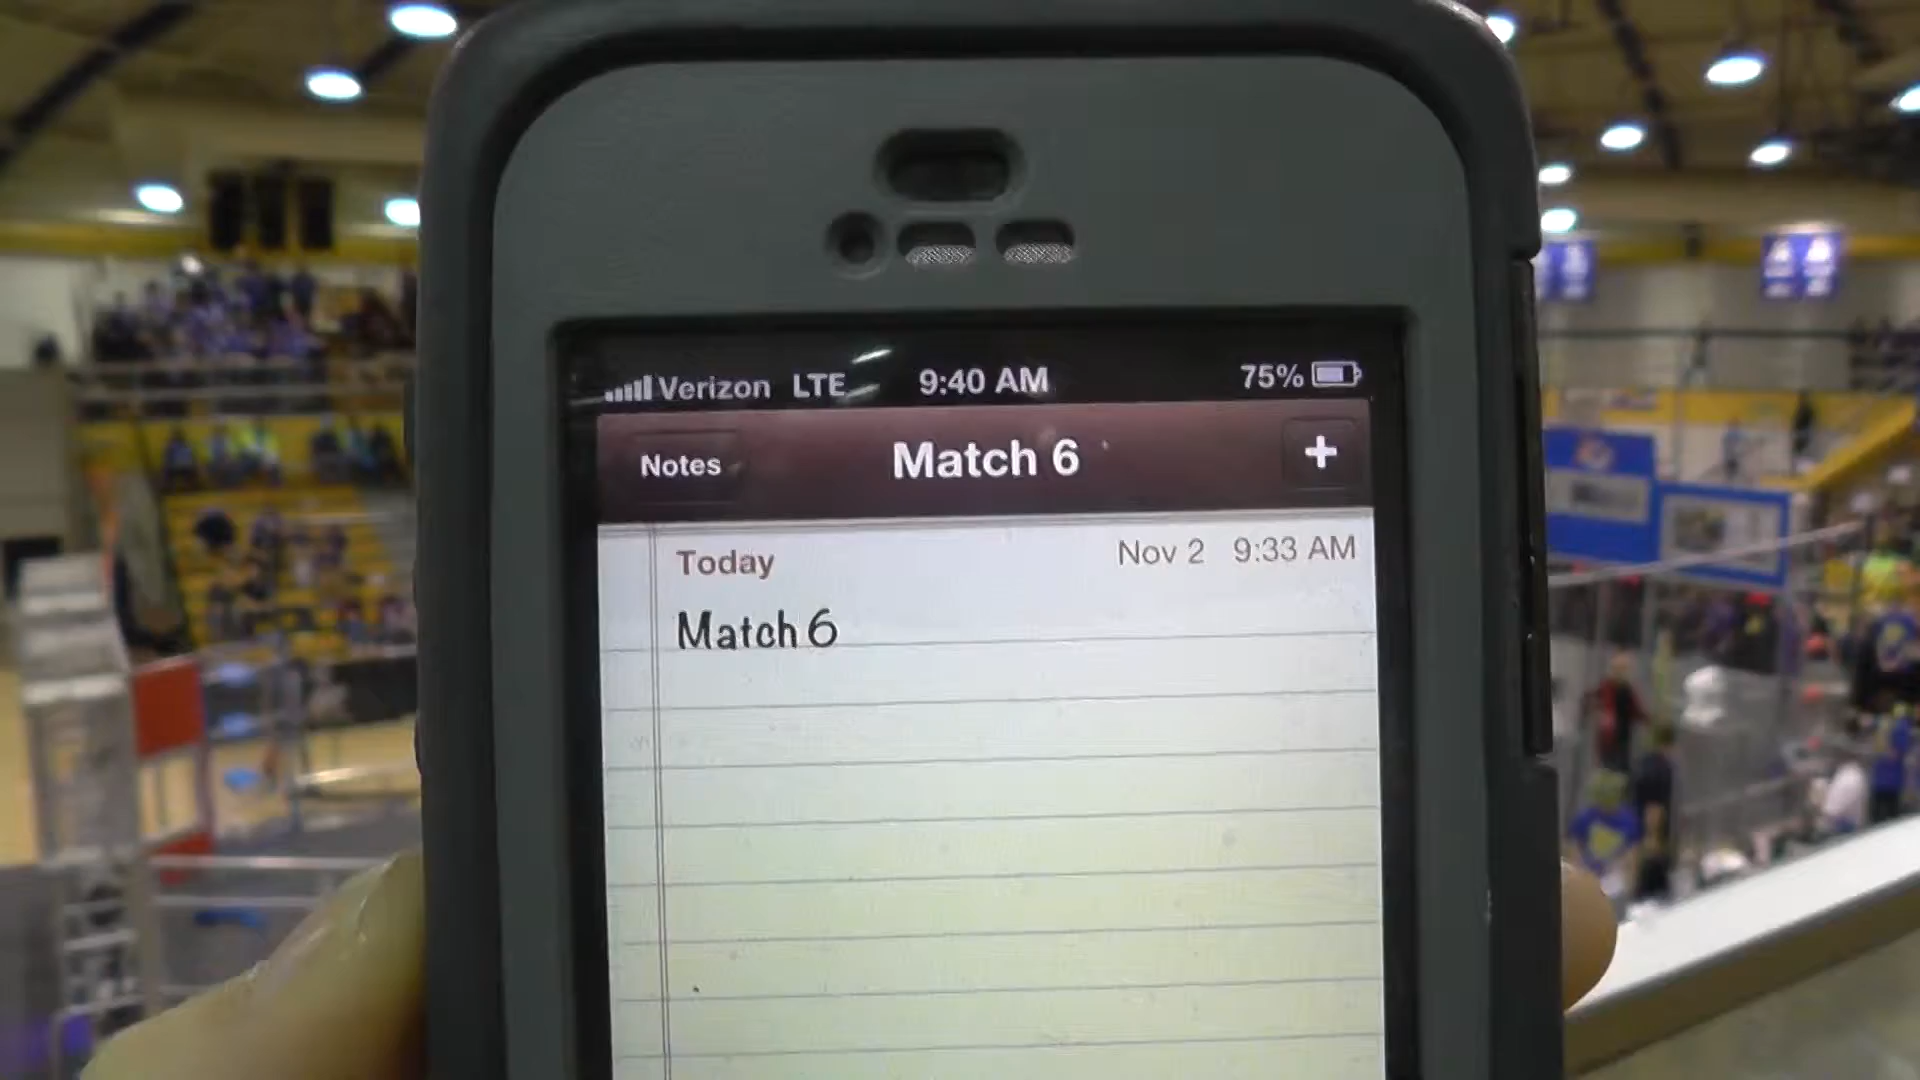 Verizon LTE 9:40 AM 75%
Notes Match 6 +
Today Nov 2 9:33 AM
Match 6